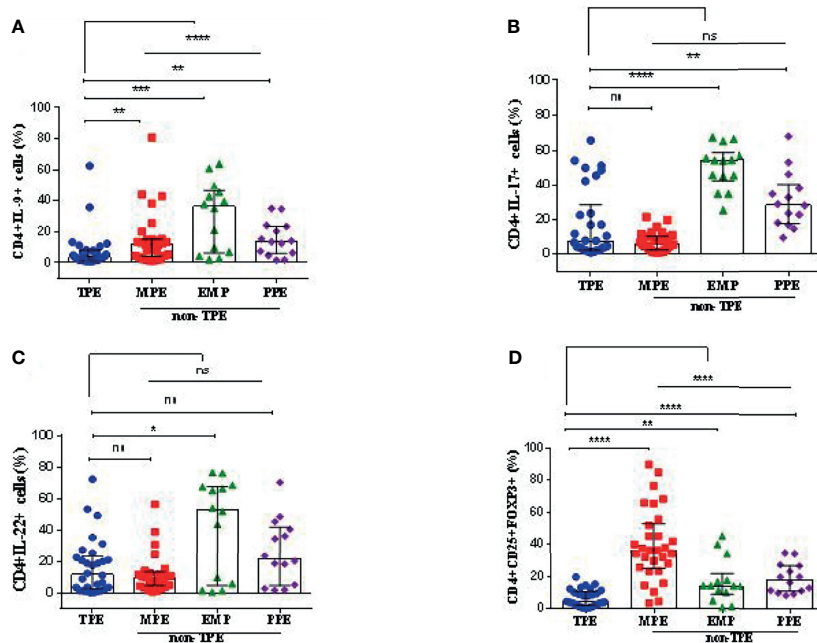 A
****
**
***
**
CD4+IL-9+ cells (%)
100
80
60
40
20
0
TPE MPE EMP PPE
non-TPE
B
ns
**
****
ns
CD4+ IL-17+ cells (%)
100
80
60
40
20
0
TPE MPE EMP PPE
non-TPE
C
ns
ns
*
ns
CD4+IL-22+ cells (%)
100
80
60
40
20
0
TPE MPE EMP PPE
non-TPE
D
****
****
**
****
CD4+CD25+FOXP3+ (%)
100
80
60
40
20
0
TPE MPE EMP PPE
non-TPE